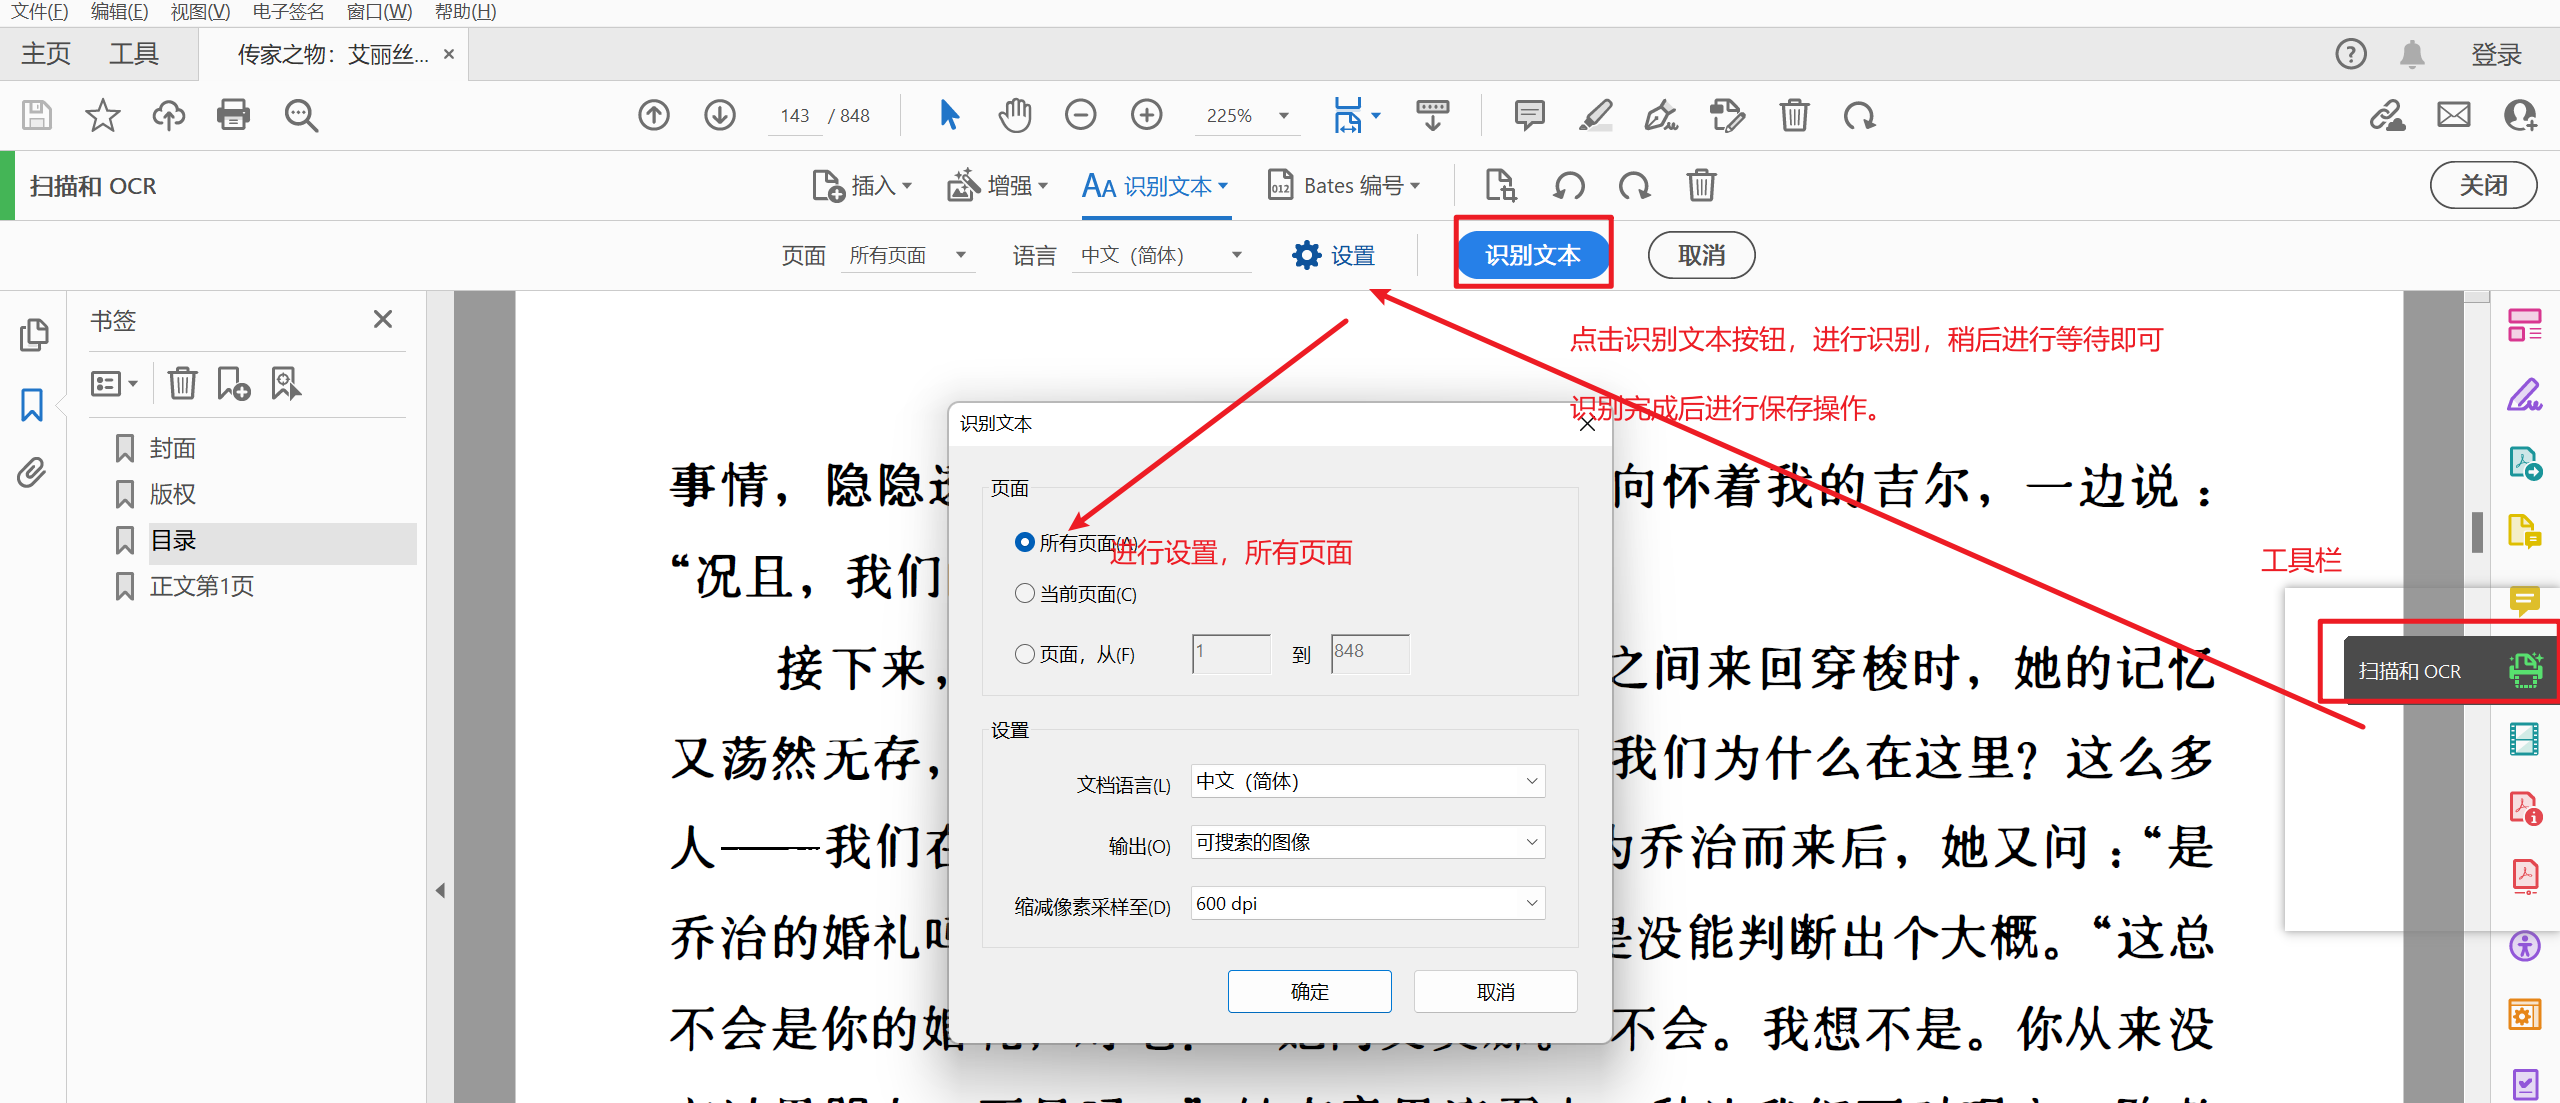 文件(F) 编辑(E) 视图(V) 电子签名 窗口(W) 帮助(H)
主页 工具 传家之物：艾丽丝... × 登录
143 / 848 225%
扫描和 OCR 插入 增强 识别文本 Bates 编号 关闭
页面 所有页面 语言 中文（简体） 设置 识别文本 取消
书签
封面
版权
目录
正文第1页
点击识别文本按钮，进行识别，稍后进行等待即可
识别完成后进行保存操作。
工具栏
扫描和 OCR
识别文本
页面
所有页面(A)
进行设置，所有页面
当前页面(C)
页面，从(F) 1 到 848
设置
文档语言(L) 中文（简体）
输出(O) 可搜索的图像
缩减像素采样至(D) 600 dpi
确定 取消
事情，隐隐 向怀着我的吉尔，一边说：
“况且，我们
接下来， 之间来回穿梭时，她的记忆
又荡然无存， 我们为什么在这里？这么多
人——我们在 为乔治而来后，她又问：“是
乔治的婚礼吗 是没能判断出个大概。“这总
不会是你的婚 不会。我想不是。你从来没